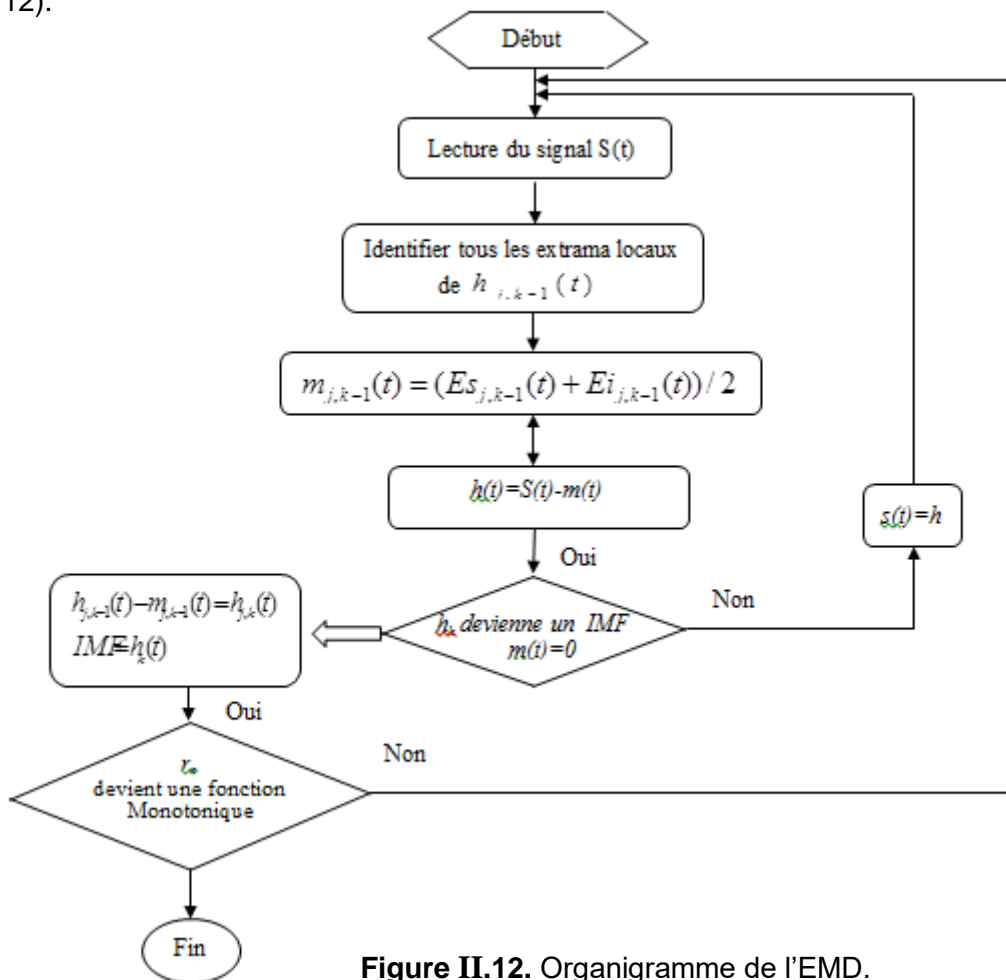 12).
Début
Lecture du signal S(t)
Identifier tous les extrama locaux
de h j,k−1 (t)
m_{j,k−1}(t) = (Es_{j,k−1}(t) + Ei_{j,k−1}(t)) / 2
h(t)=S(t)-m(t)
s(t)=h
Oui
Non
h_k devienne un IMF
m(t)=0
h_{j,k−1}(t)−m_{j,k−1}(t)=h_{j,k}(t)
IMF=h_k(t)
Oui
Non
devient une fonction
Monotonique
Fin
Figure II.12. Organigramme de l’EMD.